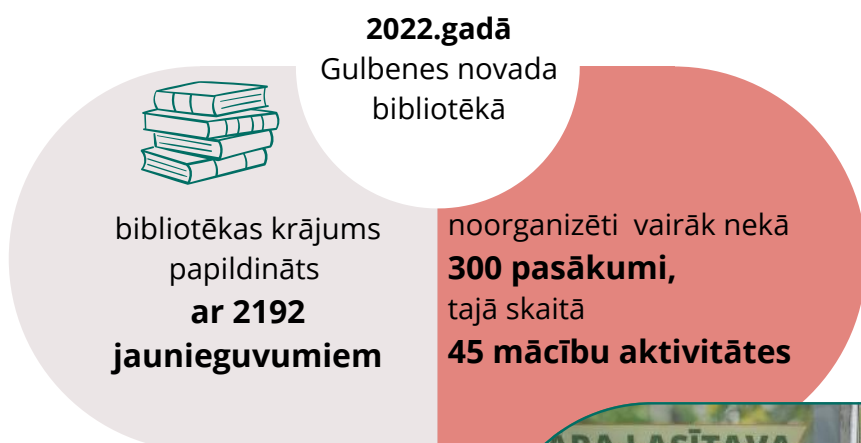 2022.gadā
Gulbenes novada
bibliotēkā
bibliotēkas krājums
papildināts
ar 2192
jaunieguvumiem
noorganizēti vairāk nekā
300 pasākumi,
tajā skaitā
45 mācību aktivitātes
LASĪTAVA